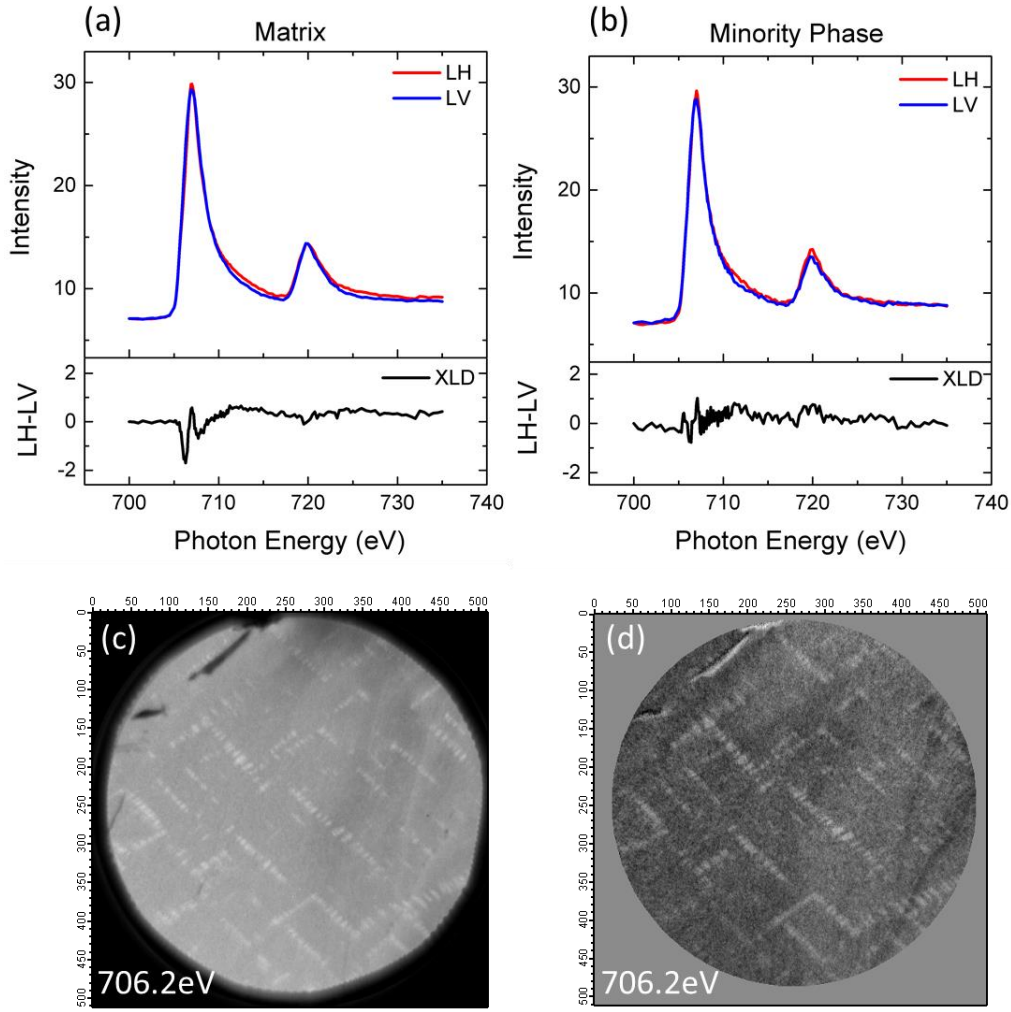 (a)
Matrix
LH
LV
30
20
10
Intensity
XLD
2
0
-2
LH-LV
700 710 720 730 740
Photon Energy (eV)
(b)
Minority Phase
LH
LV
30
20
10
Intensity
XLD
2
0
-2
LH-LV
700 710 720 730 740
Photon Energy (eV)
0 50 100 150 200 250 300 350 400 450 500
0
50
100
150
200
250
300
350
400
450
500
(c)
706.2eV
0 50 100 150 200 250 300 350 400 450 500
0
50
100
150
200
250
300
350
400
450
500
(d)
706.2eV